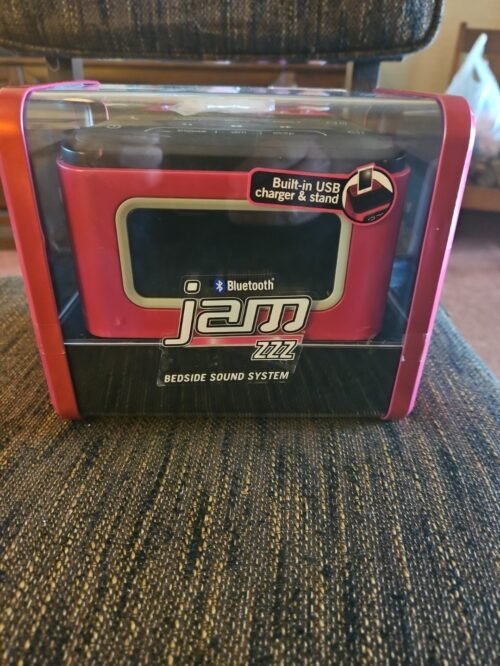 Built-in USB
charger & stand
Bluetooth®
jam
zzz
BEDSIDE SOUND SYSTEM